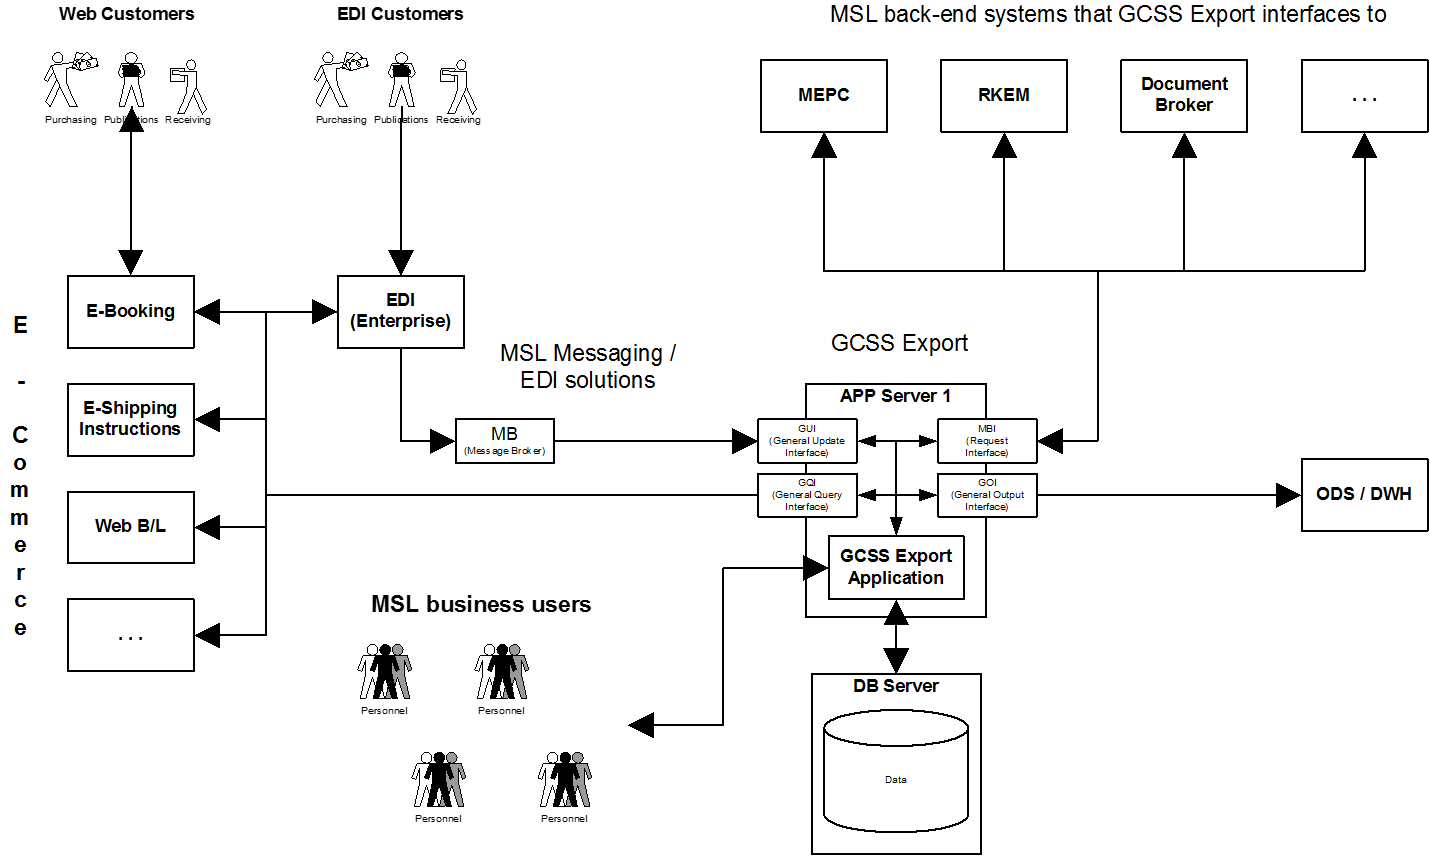 Web Customers
EDI Customers
MSL back-end systems that GCSS Export interfaces to
Purchasing
Publications
Receiving
Purchasing
Publications
Receiving
MEPC
RKEM
Document
Broker
. . .
E-Booking
EDI
(Enterprise)
E
-
C
o
m
m
e
r
c
e
MSL Messaging /
EDI solutions
GCSS Export
E-Shipping
Instructions
MB
(Message Broker)
APP Server 1
GUI
(General Update
Interface)
MBI
(Request
Interface)
GQI
(General Query
Interface)
GOI
(General Output
Interface)
ODS / DWH
Web B/L
GCSS Export
Application
. . .
MSL business users
Personnel
Personnel
Personnel
Personnel
DB Server
Data